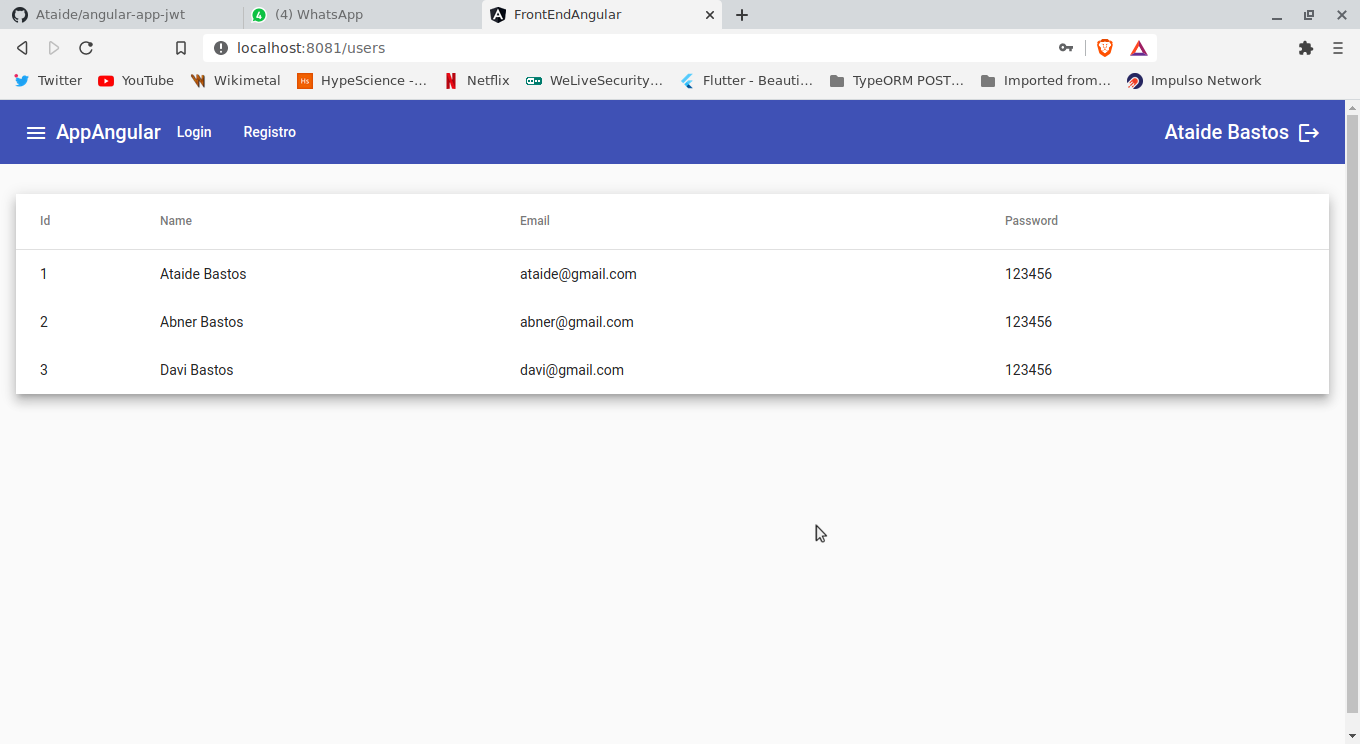 Ataide/angular-app-jwt (4) WhatsApp FrontEndAngular
localhost:8081/users
Twitter YouTube Wikimetal HypeScience -... Netflix WeLiveSecurity... Flutter - Beauti... TypeORM POST... Imported from... Impulso Network
AppAngular Login Registro Ataide Bastos
Id Name Email Password
1 Ataide Bastos ataide@gmail.com 123456
2 Abner Bastos abner@gmail.com 123456
3 Davi Bastos davi@gmail.com 123456